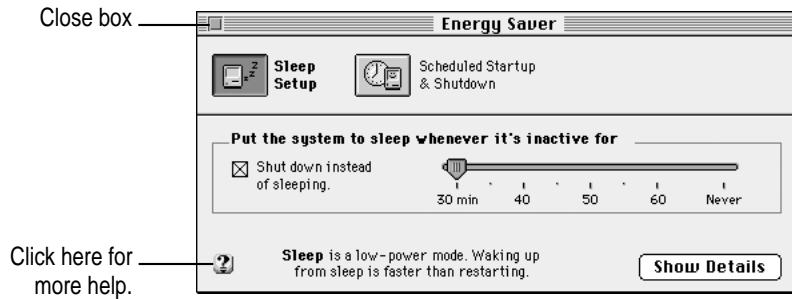 Close box
Energy Saver
Sleep
Setup
Scheduled Startup
& Shutdown
Put the system to sleep whenever it's inactive for
Shut down instead
of sleeping.
30 min 40 50 60 Never
Click here for
more help.
?
Sleep is a low-power mode. Waking up
from sleep is faster than restarting.
Show Details